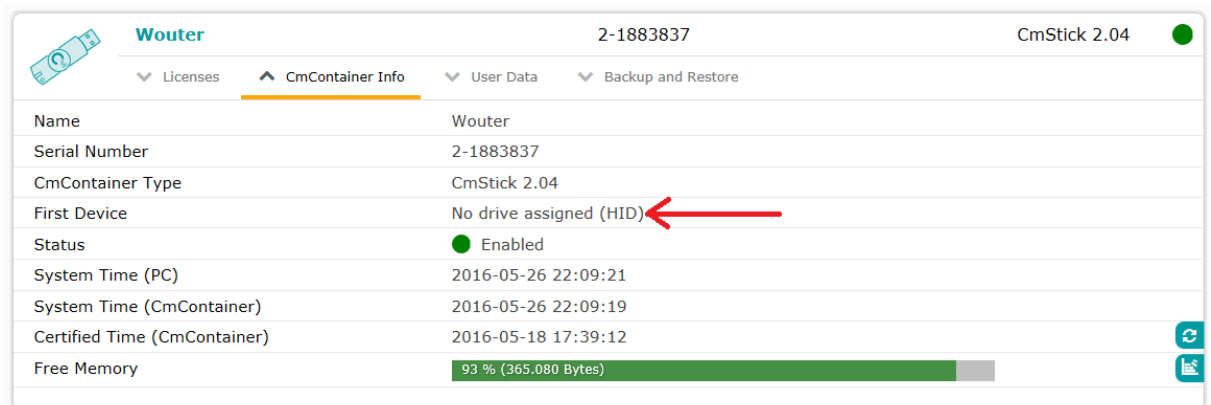 Wouter 2-1883837 CmStick 2.04
Licenses CmContainer Info User Data Backup and Restore
Name Wouter
Serial Number 2-1883837
CmContainer Type CmStick 2.04
First Device No drive assigned (HID)
Status Enabled
System Time (PC) 2016-05-26 22:09:21
System Time (CmContainer) 2016-05-26 22:09:19
Certified Time (CmContainer) 2016-05-18 17:39:12
Free Memory 93 % (365.080 Bytes)